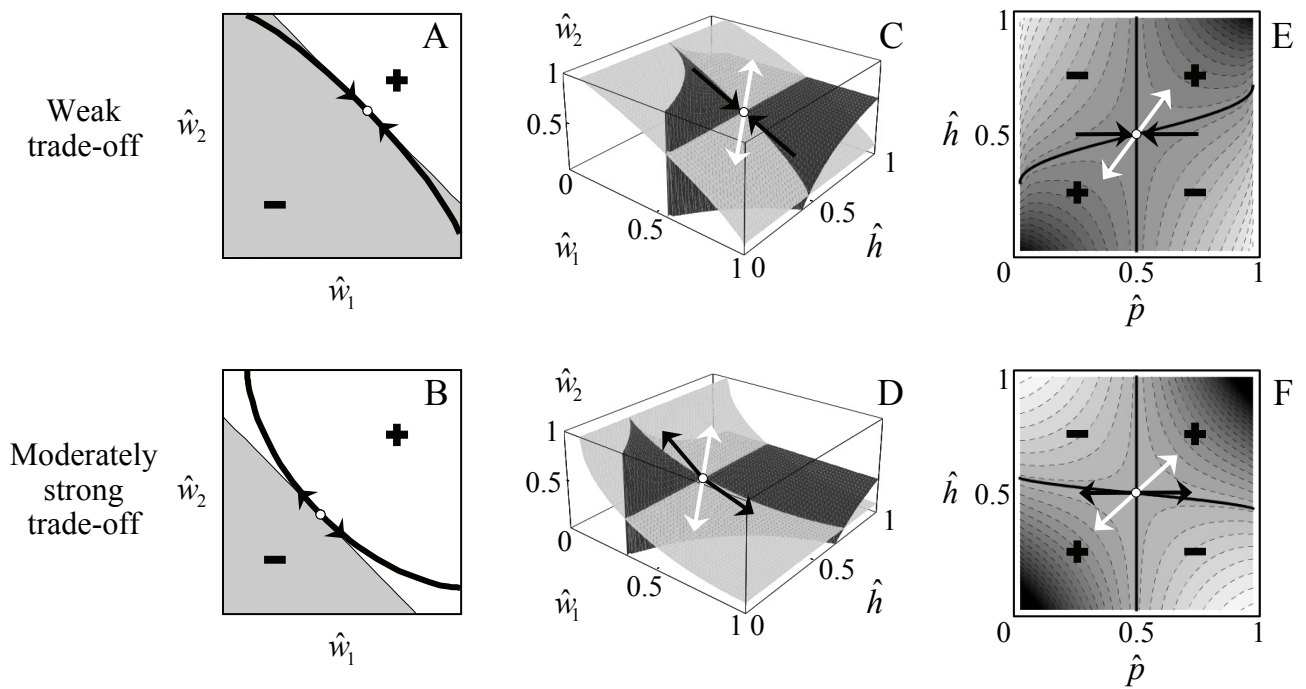 Weak
trade-off
A
ŵ₂
+
−
ŵ₁
C
ŵ₂
1
0.5
0
ŵ₁
0.5
1 0
0.5
1
ĥ
E
1
ĥ 0.5
− +
+ −
0 0.5 1
p̂
Moderately
strong
trade-off
B
ŵ₂
+
−
ŵ₁
D
ŵ₂
1
0.5
0
ŵ₁
0.5
1 0
0.5
1
ĥ
F
1
ĥ 0.5
− +
+ −
0 0.5 1
p̂